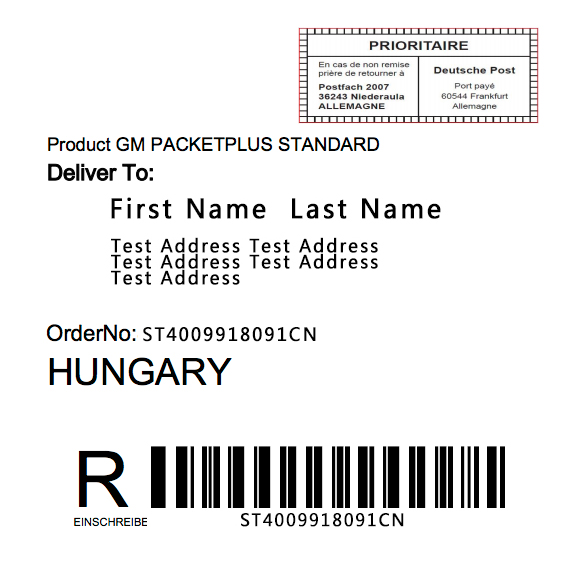 PRIORITAIRE
En cas de non remise
prière de retourner à
Postfach 2007
36243 Niederaula
ALLEMAGNE
Deutsche Post
Port payé
60544 Frankfurt
Allemagne
Product GM PACKETPLUS STANDARD
Deliver To:
First Name Last Name
Test Address Test Address
Test Address Test Address
Test Address
OrderNo: ST4009918091CN
HUNGARY
R
EINSCHREIBE
ST4009918091CN